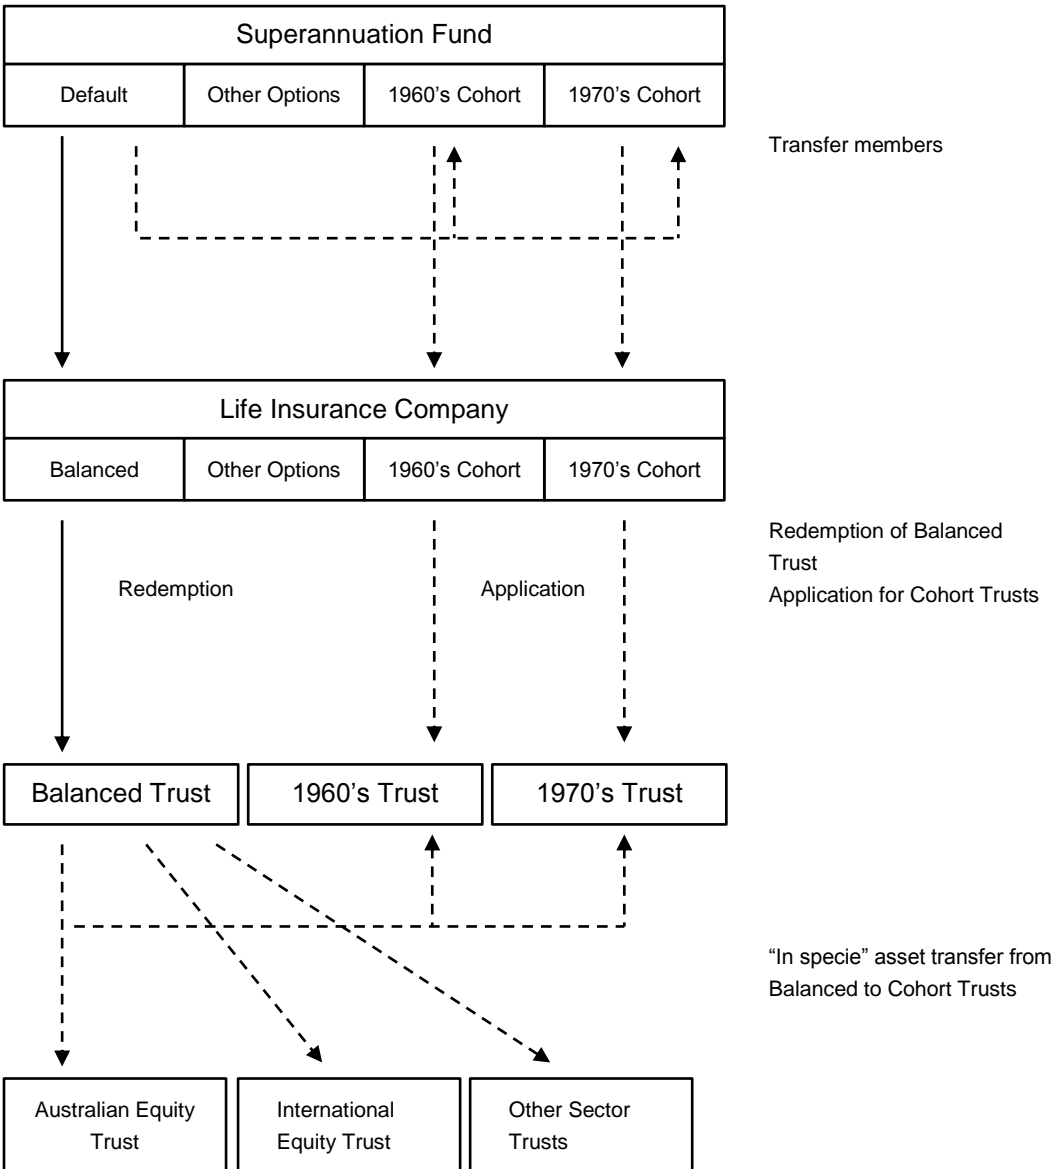 Superannuation Fund
Default
Other Options
1960’s Cohort
1970’s Cohort
Transfer members
Life Insurance Company
Balanced
Other Options
1960’s Cohort
1970’s Cohort
Redemption
Application
Redemption of Balanced
Trust
Application for Cohort Trusts
Balanced Trust
1960’s Trust
1970’s Trust
“In specie” asset transfer from
Balanced to Cohort Trusts
Australian Equity
Trust
International
Equity Trust
Other Sector
Trusts